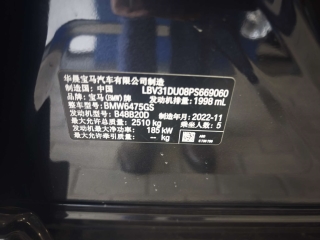 华晨宝马汽车有限公司制造
制造国：中国 LBV31DU08PS669060
品牌：宝马(BMW)牌 发动机排量：1998 mL
整车型号：BMW6475GS
发动机型号：B48B20D 制造年月：2022-11
最大允许总质量：2510 kg 乘坐人数：5
发动机最大净功率：185 kW
最大允许牵引质量：-- kg